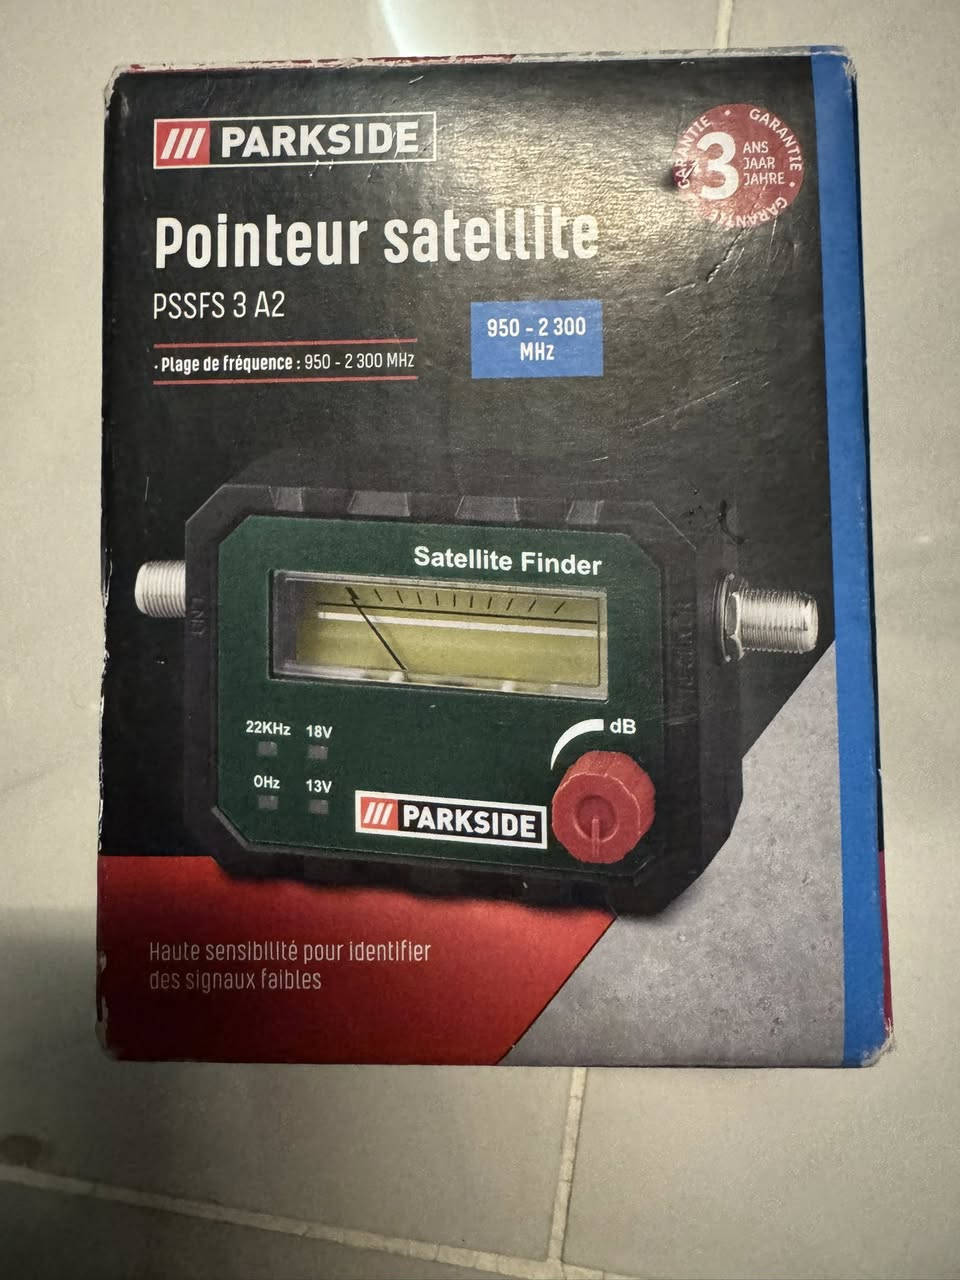 /// PARKSIDE
GARANTIE • GARANTIE • GARANTIE
3 ANS
JAAR
JAHRE
Pointeur satellite
PSSFS 3 A2
950 - 2 300
MHz
• Plage de fréquence : 950 - 2 300 MHz
Satellite Finder
22KHz 18V
0Hz 13V
dB
/// PARKSIDE
Haute sensibilité pour identifier
des signaux faibles